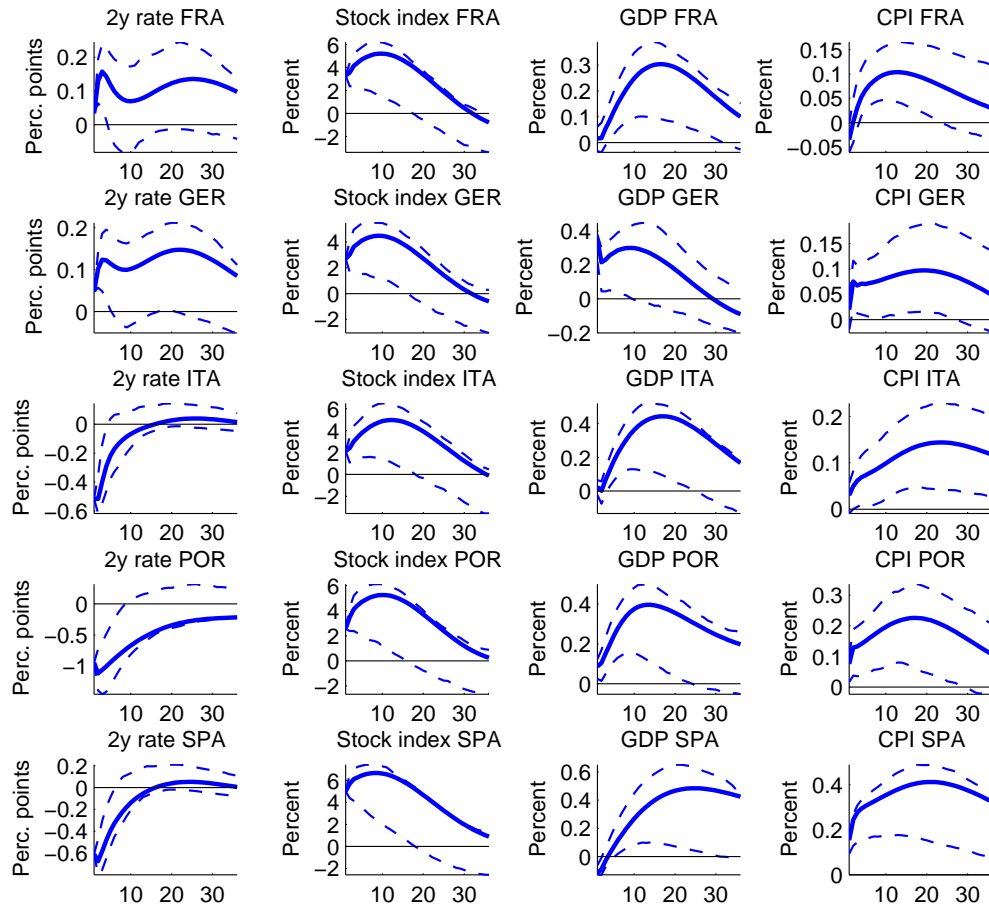 2y rate FRA
Stock index FRA
GDP FRA
CPI FRA
Perc. points
0.2
0.1
0
10 20 30
Percent
6
4
2
0
−2
10 20 30
Percent
0.3
0.2
0.1
0
10 20 30
Percent
0.15
0.1
0.05
0
−0.05
10 20 30
2y rate GER
Stock index GER
GDP GER
CPI GER
Perc. points
0.2
0.1
0
10 20 30
Percent
4
2
0
−2
10 20 30
Percent
0.4
0.2
0
−0.2
10 20 30
Percent
0.15
0.1
0.05
0
10 20 30
2y rate ITA
Stock index ITA
GDP ITA
CPI ITA
Perc. points
0
−0.2
−0.4
−0.6
10 20 30
Percent
6
4
2
0
−2
10 20 30
Percent
0.4
0.2
0
10 20 30
Percent
0.2
0.1
0
10 20 30
2y rate POR
Stock index POR
GDP POR
CPI POR
Perc. points
0
−0.5
−1
10 20 30
Percent
6
4
2
0
−2
10 20 30
Percent
0.4
0.2
0
10 20 30
Percent
0.3
0.2
0.1
0
10 20 30
2y rate SPA
Stock index SPA
GDP SPA
CPI SPA
Perc. points
0.2
0
−0.2
−0.4
−0.6
10 20 30
Percent
6
4
2
0
−2
10 20 30
Percent
0.6
0.4
0.2
0
10 20 30
Percent
0.4
0.2
0
10 20 30